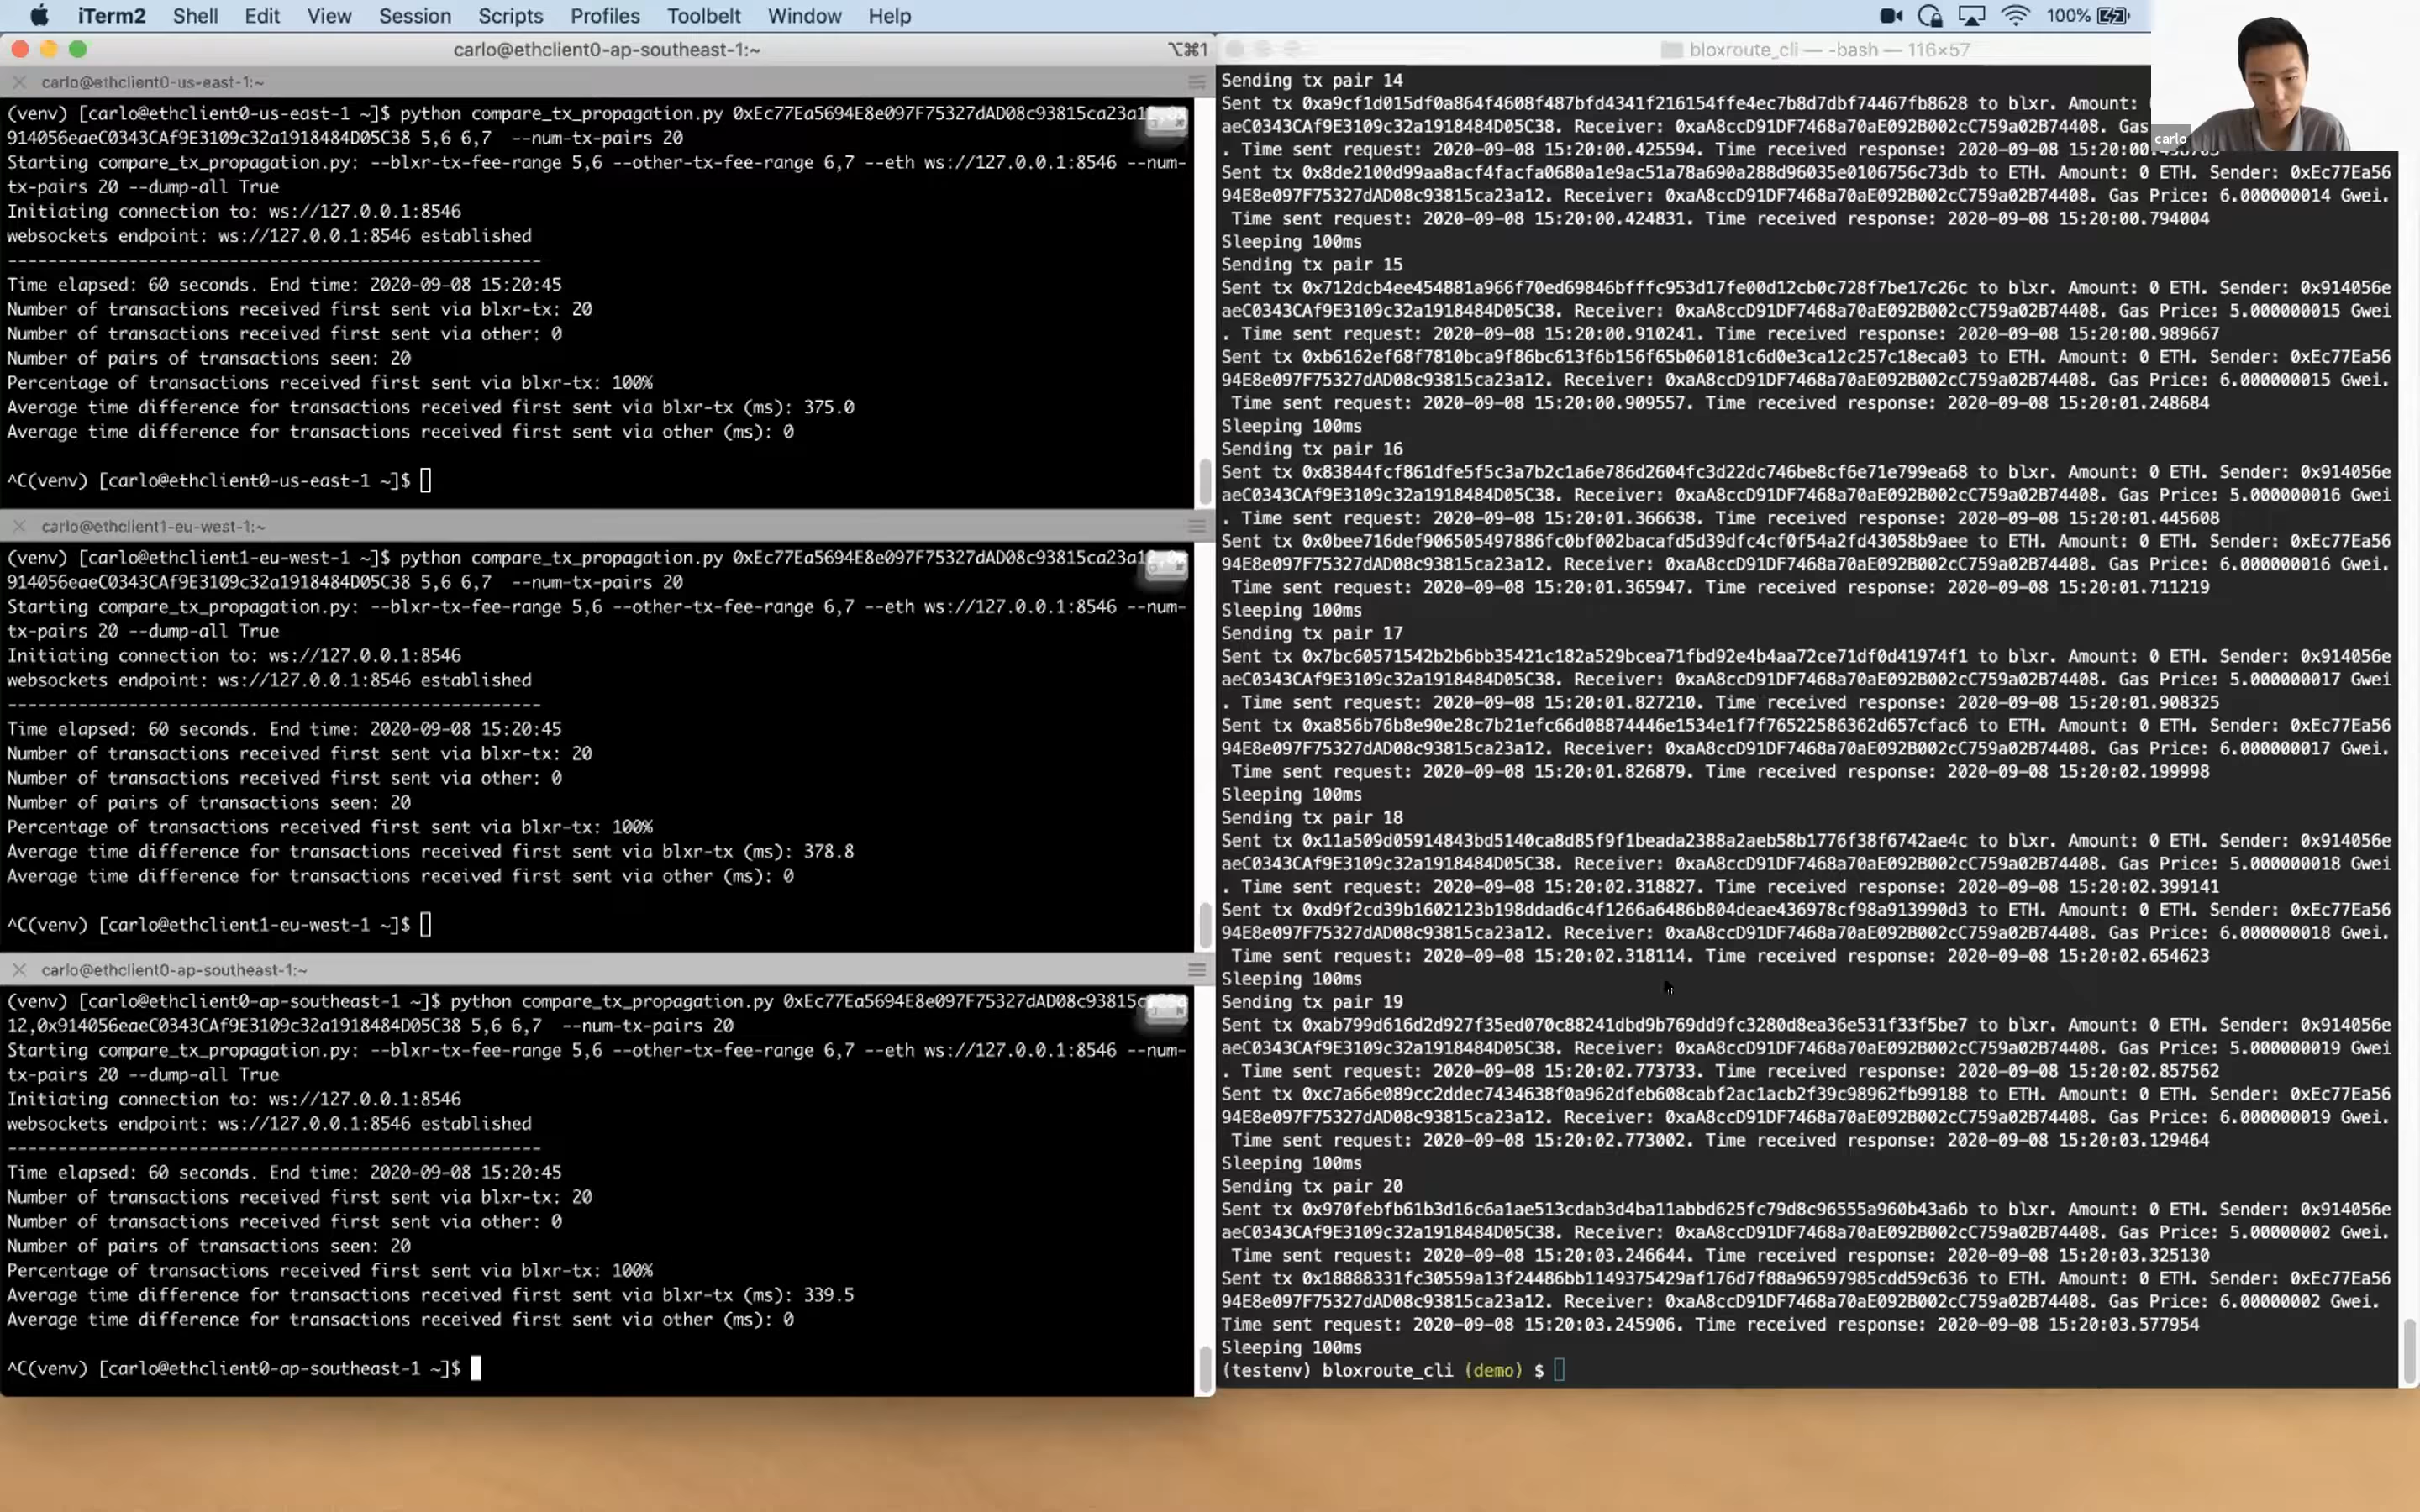 iTerm2 Shell Edit View Session Scripts Profiles Toolbelt Window Help 100%
carlo@ethclient0-ap-southeast-1:~ ⌥⌘1
carlo@ethclient0-us-east-1:~
(venv) [carlo@ethclient0-us-east-1 ~]$ python compare_tx_propagation.py 0xEc77Ea5694E8e097F75327dAD08c93815ca23a12,0x
914056eaeC0343CAf9E3109c32a1918484D05C38 5,6 6,7 --num-tx-pairs 20
Starting compare_tx_propagation.py: --blxr-tx-fee-range 5,6 --other-tx-fee-range 6,7 --eth ws://127.0.0.1:8546 --num-
tx-pairs 20 --dump-all True
Initiating connection to: ws://127.0.0.1:8546
websockets endpoint: ws://127.0.0.1:8546 established
-----------------------------------------------------
Time elapsed: 60 seconds. End time: 2020-09-08 15:20:45
Number of transactions received first sent via blxr-tx: 20
Number of transactions received first sent via other: 0
Number of pairs of transactions seen: 20
Percentage of transactions received first sent via blxr-tx: 100%
Average time difference for transactions received first sent via blxr-tx (ms): 375.0
Average time difference for transactions received first sent via other (ms): 0
^C(venv) [carlo@ethclient0-us-east-1 ~]$
carlo@ethclient1-eu-west-1:~
(venv) [carlo@ethclient1-eu-west-1 ~]$ python compare_tx_propagation.py 0xEc77Ea5694E8e097F75327dAD08c93815ca23a12,0x
914056eaeC0343CAf9E3109c32a1918484D05C38 5,6 6,7 --num-tx-pairs 20
Starting compare_tx_propagation.py: --blxr-tx-fee-range 5,6 --other-tx-fee-range 6,7 --eth ws://127.0.0.1:8546 --num-
tx-pairs 20 --dump-all True
Initiating connection to: ws://127.0.0.1:8546
websockets endpoint: ws://127.0.0.1:8546 established
-----------------------------------------------------
Time elapsed: 60 seconds. End time: 2020-09-08 15:20:45
Number of transactions received first sent via blxr-tx: 20
Number of transactions received first sent via other: 0
Number of pairs of transactions seen: 20
Percentage of transactions received first sent via blxr-tx: 100%
Average time difference for transactions received first sent via blxr-tx (ms): 378.8
Average time difference for transactions received first sent via other (ms): 0
^C(venv) [carlo@ethclient1-eu-west-1 ~]$
carlo@ethclient0-ap-southeast-1:~
(venv) [carlo@ethclient0-ap-southeast-1 ~]$ python compare_tx_propagation.py 0xEc77Ea5694E8e097F75327dAD08c93815ca23a
12,0x914056eaeC0343CAf9E3109c32a1918484D05C38 5,6 6,7 --num-tx-pairs 20
Starting compare_tx_propagation.py: --blxr-tx-fee-range 5,6 --other-tx-fee-range 6,7 --eth ws://127.0.0.1:8546 --num-
tx-pairs 20 --dump-all True
Initiating connection to: ws://127.0.0.1:8546
websockets endpoint: ws://127.0.0.1:8546 established
-----------------------------------------------------
Time elapsed: 60 seconds. End time: 2020-09-08 15:20:45
Number of transactions received first sent via blxr-tx: 20
Number of transactions received first sent via other: 0
Number of pairs of transactions seen: 20
Percentage of transactions received first sent via blxr-tx: 100%
Average time difference for transactions received first sent via blxr-tx (ms): 339.5
Average time difference for transactions received first sent via other (ms): 0
^C(venv) [carlo@ethclient0-ap-southeast-1 ~]$
bloxroute_cli — -bash — 116×57
carlo
Sending tx pair 14
Sent tx 0xa9cf1d015df0a864f4608f487bfd4341f216154ffe4ec7b8d7dbf74467fb8628 to blxr. Amount:
aeC0343CAf9E3109c32a1918484D05C38. Receiver: 0xaA8ccD91DF7468a70aE092B002cC759a02B74408. Gas
. Time sent request: 2020-09-08 15:20:00.425594. Time received response: 2020-09-08 15:20:00.
Sent tx 0x8de2100d99aa8acf4facfa0680a1e9ac51a78a690a288d96035e0106756c73db to ETH. Amount: 0 ETH. Sender: 0xEc77Ea56
94E8e097F75327dAD08c93815ca23a12. Receiver: 0xaA8ccD91DF7468a70aE092B002cC759a02B74408. Gas Price: 6.000000014 Gwei.
Time sent request: 2020-09-08 15:20:00.424831. Time received response: 2020-09-08 15:20:00.794004
Sleeping 100ms
Sending tx pair 15
Sent tx 0x712dcb4ee454881a966f70ed69846bfffc953d17fe00d12cb0c728f7be17c26c to blxr. Amount: 0 ETH. Sender: 0x914056e
aeC0343CAf9E3109c32a1918484D05C38. Receiver: 0xaA8ccD91DF7468a70aE092B002cC759a02B74408. Gas Price: 5.000000015 Gwei
. Time sent request: 2020-09-08 15:20:00.910241. Time received response: 2020-09-08 15:20:00.989667
Sent tx 0xb6162ef68f7810bca9f86bc613f6b156f65b060181c6d0e3ca12c257c18eca03 to ETH. Amount: 0 ETH. Sender: 0xEc77Ea56
94E8e097F75327dAD08c93815ca23a12. Receiver: 0xaA8ccD91DF7468a70aE092B002cC759a02B74408. Gas Price: 6.000000015 Gwei.
Time sent request: 2020-09-08 15:20:00.909557. Time received response: 2020-09-08 15:20:01.248684
Sleeping 100ms
Sending tx pair 16
Sent tx 0x83844fcf861dfe5f5c3a7b2c1a6e786d2604fc3d22dc746be8cf6e71e799ea68 to blxr. Amount: 0 ETH. Sender: 0x914056e
aeC0343CAf9E3109c32a1918484D05C38. Receiver: 0xaA8ccD91DF7468a70aE092B002cC759a02B74408. Gas Price: 5.000000016 Gwei
. Time sent request: 2020-09-08 15:20:01.366638. Time received response: 2020-09-08 15:20:01.445608
Sent tx 0x0bee716def906505497886fc0bf002bacafd5d39dfc4cf0f54a2fd43058b9aee to ETH. Amount: 0 ETH. Sender: 0xEc77Ea56
94E8e097F75327dAD08c93815ca23a12. Receiver: 0xaA8ccD91DF7468a70aE092B002cC759a02B74408. Gas Price: 6.000000016 Gwei.
Time sent request: 2020-09-08 15:20:01.365947. Time received response: 2020-09-08 15:20:01.711219
Sleeping 100ms
Sending tx pair 17
Sent tx 0x7bc60571542b2b6bb35421c182a529bcea71fbd92e4b4aa72ce71df0d41974f1 to blxr. Amount: 0 ETH. Sender: 0x914056e
aeC0343CAf9E3109c32a1918484D05C38. Receiver: 0xaA8ccD91DF7468a70aE092B002cC759a02B74408. Gas Price: 5.000000017 Gwei
. Time sent request: 2020-09-08 15:20:01.827210. Time received response: 2020-09-08 15:20:01.908325
Sent tx 0xa856b76b8e90e28c7b21efc66d08874446e1534e1f7f76522586362d657cfac6 to ETH. Amount: 0 ETH. Sender: 0xEc77Ea56
94E8e097F75327dAD08c93815ca23a12. Receiver: 0xaA8ccD91DF7468a70aE092B002cC759a02B74408. Gas Price: 6.000000017 Gwei.
Time sent request: 2020-09-08 15:20:01.826879. Time received response: 2020-09-08 15:20:02.199998
Sleeping 100ms
Sending tx pair 18
Sent tx 0x11a509d05914843bd5140ca8d85f9f1beada2388a2aeb58b1776f38f6742ae4c to blxr. Amount: 0 ETH. Sender: 0x914056e
aeC0343CAf9E3109c32a1918484D05C38. Receiver: 0xaA8ccD91DF7468a70aE092B002cC759a02B74408. Gas Price: 5.000000018 Gwei
. Time sent request: 2020-09-08 15:20:02.318827. Time received response: 2020-09-08 15:20:02.399141
Sent tx 0xd9f2cd39b1602123b198ddad6c4f1266a6486b804deae436978cf98a913990d3 to ETH. Amount: 0 ETH. Sender: 0xEc77Ea56
94E8e097F75327dAD08c93815ca23a12. Receiver: 0xaA8ccD91DF7468a70aE092B002cC759a02B74408. Gas Price: 6.000000018 Gwei.
Time sent request: 2020-09-08 15:20:02.318114. Time received response: 2020-09-08 15:20:02.654623
Sleeping 100ms
Sending tx pair 19
Sent tx 0xab799d616d2d927f35ed070c88241dbd9b769dd9fc3280d8ea36e531f33f5be7 to blxr. Amount: 0 ETH. Sender: 0x914056e
aeC0343CAf9E3109c32a1918484D05C38. Receiver: 0xaA8ccD91DF7468a70aE092B002cC759a02B74408. Gas Price: 5.000000019 Gwei
. Time sent request: 2020-09-08 15:20:02.773733. Time received response: 2020-09-08 15:20:02.857562
Sent tx 0xc7a66e089cc2ddec7434638f0a962dfeb608cabf2ac1acb2f39c98962fb99188 to ETH. Amount: 0 ETH. Sender: 0xEc77Ea56
94E8e097F75327dAD08c93815ca23a12. Receiver: 0xaA8ccD91DF7468a70aE092B002cC759a02B74408. Gas Price: 6.000000019 Gwei.
Time sent request: 2020-09-08 15:20:02.773002. Time received response: 2020-09-08 15:20:03.129464
Sleeping 100ms
Sending tx pair 20
Sent tx 0x970febfb61b3d16c6a1ae513cdab3d4ba11abbd625fc79d8c96555a960b43a6b to blxr. Amount: 0 ETH. Sender: 0x914056e
aeC0343CAf9E3109c32a1918484D05C38. Receiver: 0xaA8ccD91DF7468a70aE092B002cC759a02B74408. Gas Price: 5.00000002 Gwei.
Time sent request: 2020-09-08 15:20:03.246644. Time received response: 2020-09-08 15:20:03.325130
Sent tx 0x18888331fc30559a13f24486bb1149375429af176d7f88a96597985cdd59c636 to ETH. Amount: 0 ETH. Sender: 0xEc77Ea56
94E8e097F75327dAD08c93815ca23a12. Receiver: 0xaA8ccD91DF7468a70aE092B002cC759a02B74408. Gas Price: 6.00000002 Gwei.
Time sent request: 2020-09-08 15:20:03.245906. Time received response: 2020-09-08 15:20:03.577954
Sleeping 100ms
(testenv) bloxroute_cli (demo) $